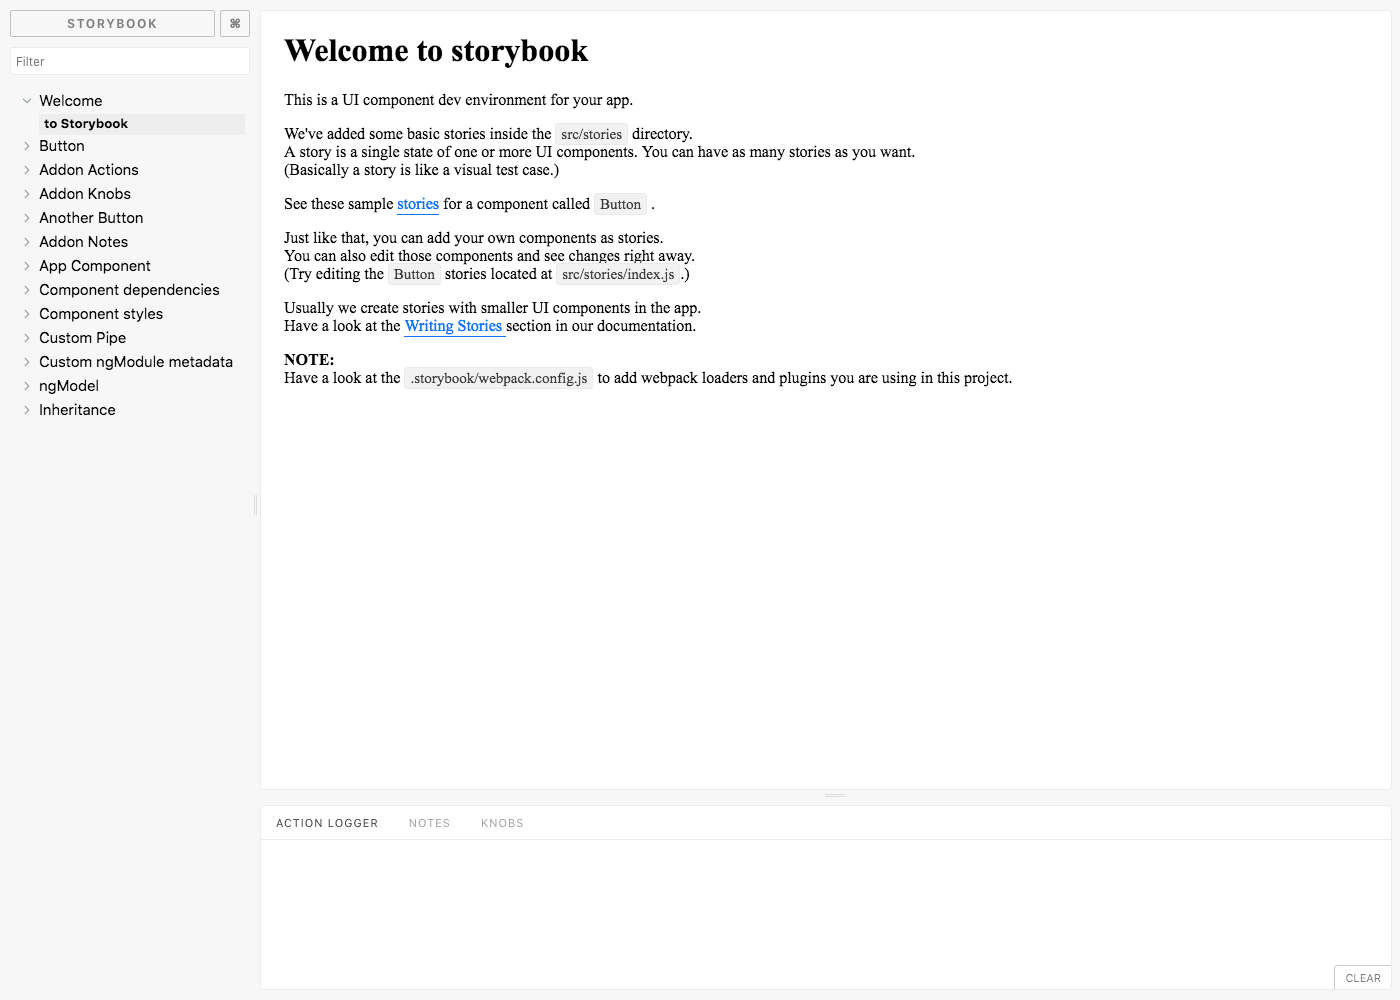 STORYBOOK
⌘
Filter
Welcome
to Storybook
Button
Addon Actions
Addon Knobs
Another Button
Addon Notes
App Component
Component dependencies
Component styles
Custom Pipe
Custom ngModule metadata
ngModel
Inheritance
Welcome to storybook
This is a UI component dev environment for your app.
We've added some basic stories inside the src/stories directory.
A story is a single state of one or more UI components. You can have as many stories as you want.
(Basically a story is like a visual test case.)
See these sample stories for a component called Button .
Just like that, you can add your own components as stories.
You can also edit those components and see changes right away.
(Try editing the Button stories located at src/stories/index.js.)
Usually we create stories with smaller UI components in the app.
Have a look at the Writing Stories section in our documentation.
NOTE:
Have a look at the .storybook/webpack.config.js to add webpack loaders and plugins you are using in this project.
ACTION LOGGER NOTES KNOBS
CLEAR